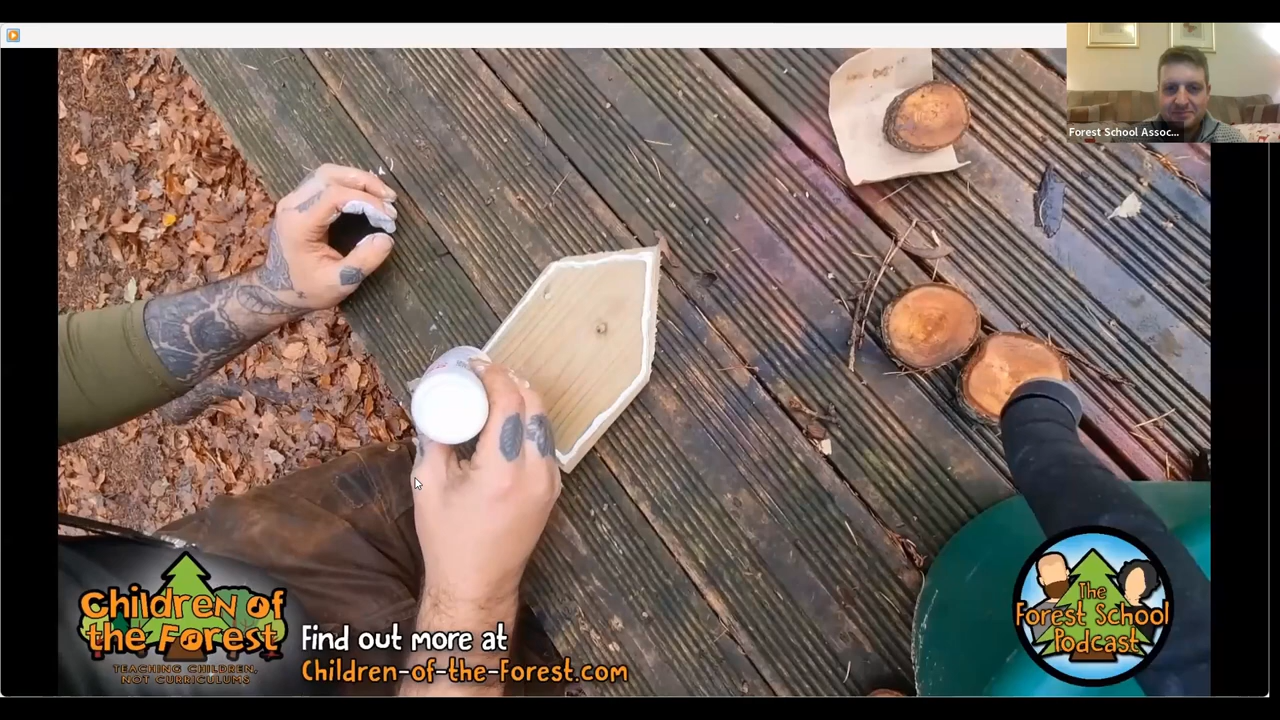 Forest School Assoc...
Children of
the Forest
TEACHING CHILDREN,
NOT CURRICULUMS
Find out more at
Children-of-the-Forest.com
The
Forest School
Podcast